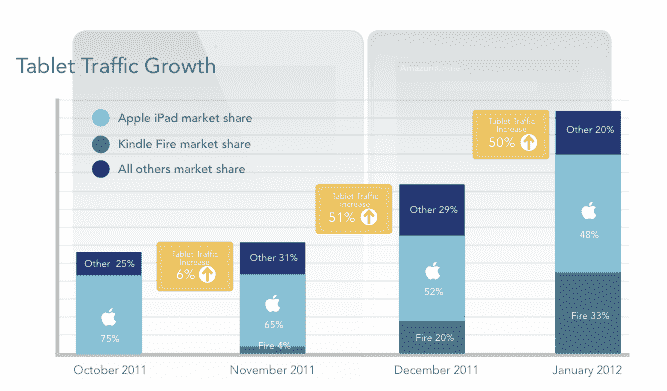 Tablet Traffic Growth
Apple iPad market share
Kindle Fire market share
All others market share
Other 25%
75%
Tablet Traffic
Increase
6%
Other 31%
65%
Fire 4%
Tablet Traffic
Increase
51%
Other 29%
52%
Fire 20%
Tablet Traffic
Increase
50%
Other 20%
48%
Fire 33%
October 2011
November 2011
December 2011
January 2012